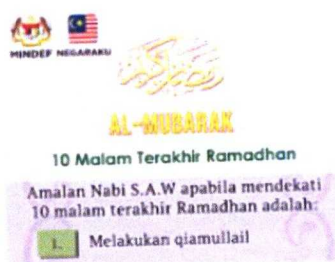 MINDEF NEGARAKU
AL-MUBARAK
10 Malam Terakhir Ramadhan
Amalan Nabi S.A.W apabila mendekati
10 malam terakhir Ramadhan adalah:
1. Melakukan qiamullail